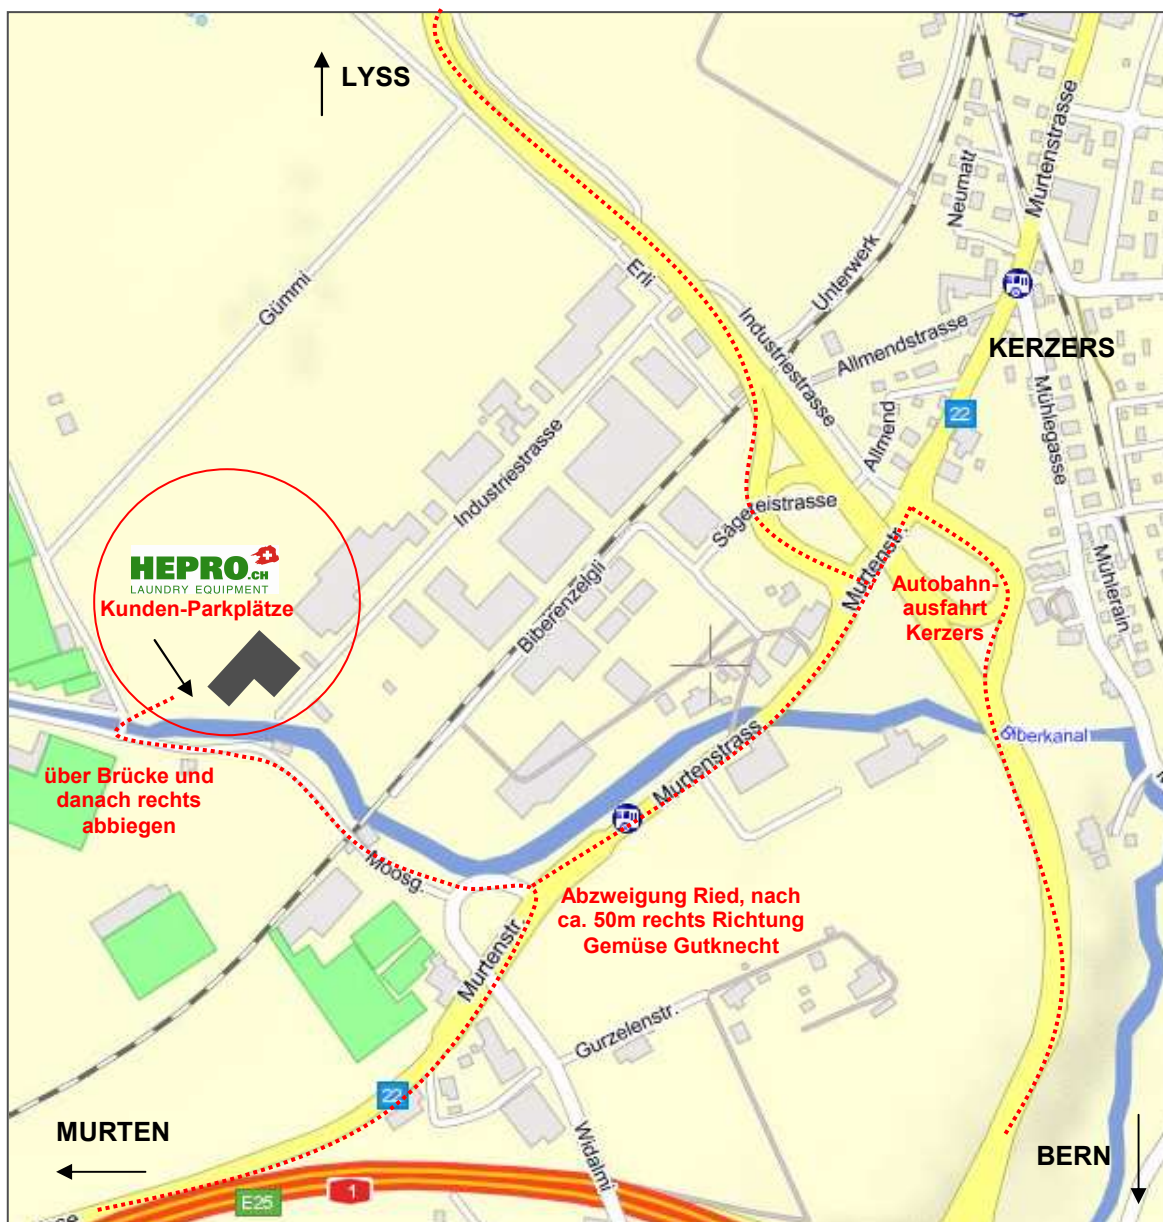 LYSS
Murtenstrasse
Neumatt
Unterwerk
Erli
Gümmi
Industriestrasse
Allmendstrasse
KERZERS
Mühlegasse
22
Allmend
Industriestrasse
Sägereistrasse
Murtenstr.
HEPRO.CH
LAUNDRY EQUIPMENT
Kunden-Parkplätze
Autobahn-
ausfahrt
Kerzers
Mühlerain
Biberenzelgli
Biberkanal
Murtenstrass
über Brücke und
danach rechts
abbiegen
Moosg.
Abzweigung Ried, nach
ca. 50m rechts Richtung
Gemüse Gutknecht
Murtenstr.
Gurzelenstr.
22
Widalmi
MURTEN
BERN
E25
1